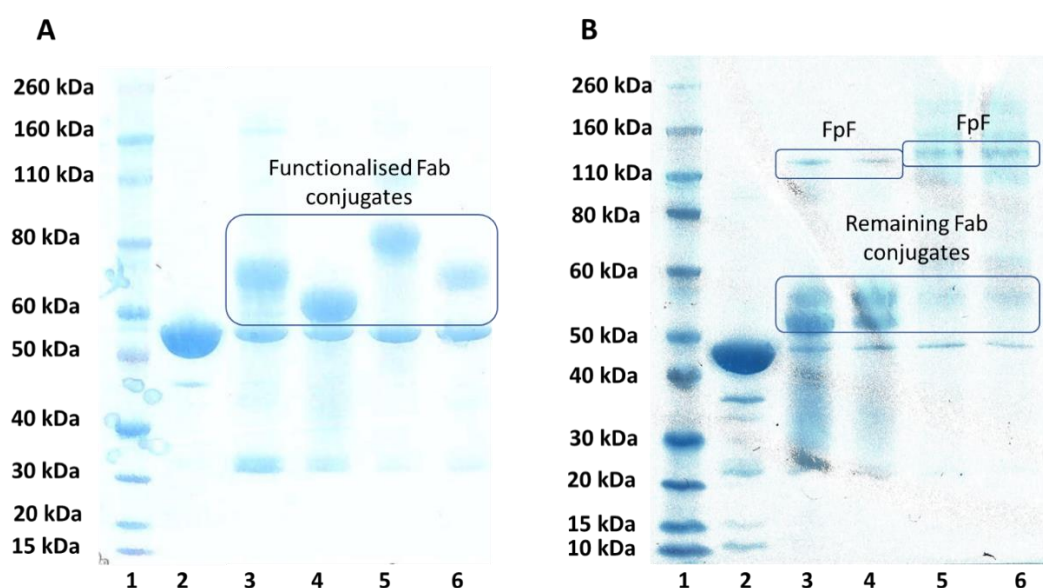 A
260 kDa
160 kDa
110 kDa
80 kDa
60 kDa
50 kDa
40 kDa
30 kDa
20 kDa
15 kDa
Functionalised Fab
conjugates
1 2 3 4 5 6
B
260 kDa
160 kDa
110 kDa
80 kDa
60 kDa
50 kDa
40 kDa
30 kDa
20 kDa
15 kDa
10 kDa
FpF
FpF
Remaining Fab
conjugates
1 2 3 4 5 6